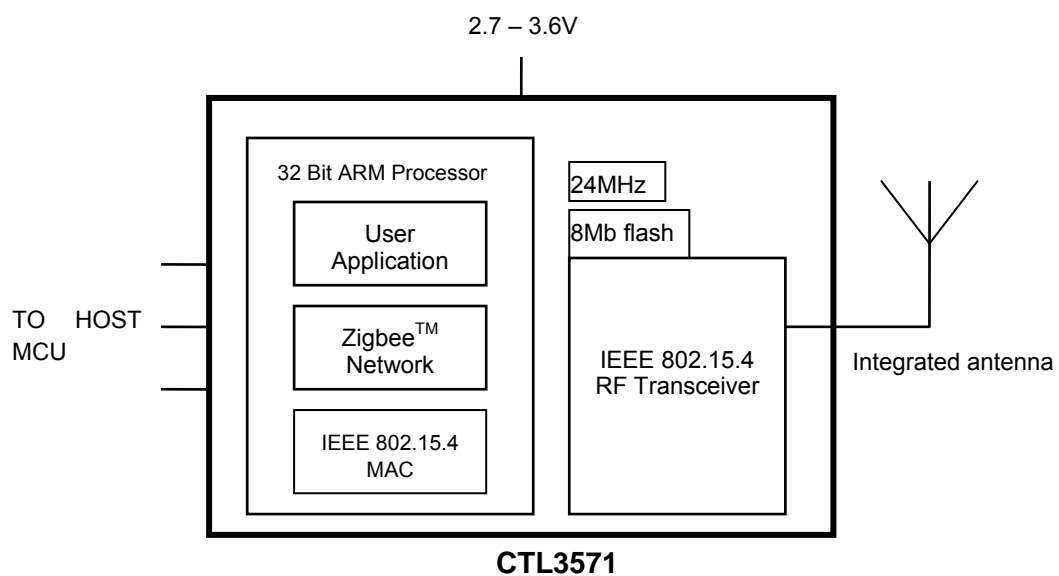 2.7 – 3.6V
32 Bit ARM Processor
24MHz
8Mb flash
User
Application
TO HOST
MCU
Zigbee™
Network
IEEE 802.15.4
RF Transceiver
Integrated antenna
IEEE 802.15.4
MAC
CTL3571